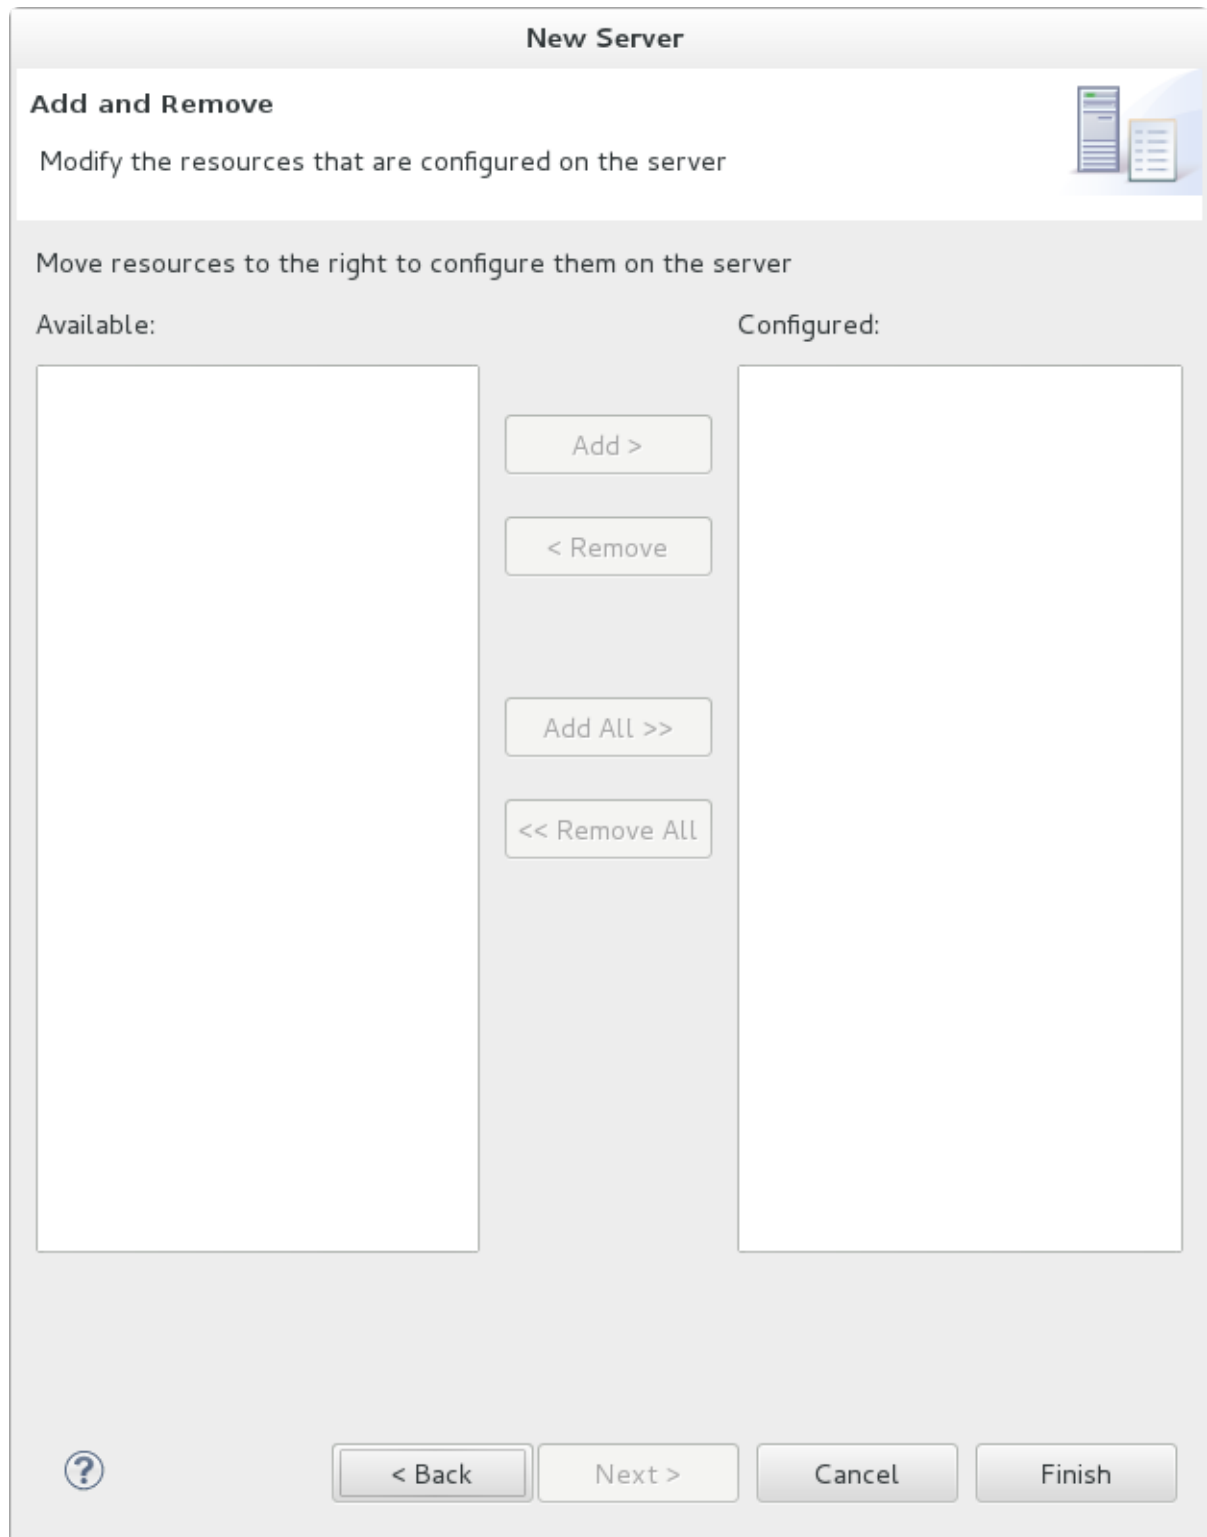 New Server
Add and Remove
Modify the resources that are configured on the server
Move resources to the right to configure them on the server
Available:
Configured:
Add >
< Remove
Add All >>
<< Remove All
?
< Back
Next >
Cancel
Finish